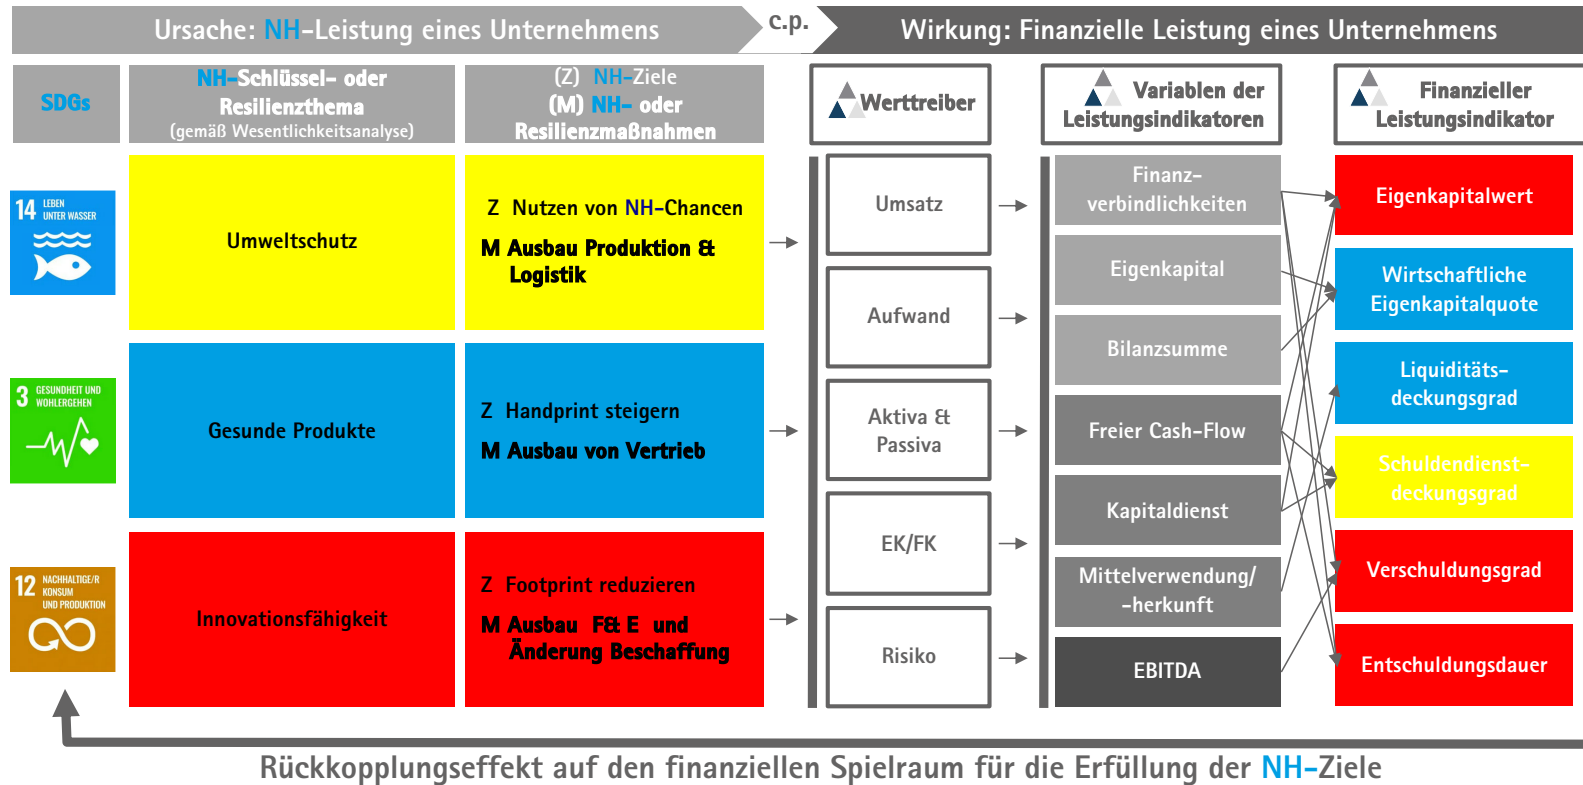 Ursache: NH-Leistung eines Unternehmens
c.p.
Wirkung: Finanzielle Leistung eines Unternehmens
SDGs
NH-Schlüssel- oder
Resilienzthema
(gemäß Wesentlichkeitsanalyse)
(Z) NH-Ziele
(M) NH- oder
Resilienzmaßnahmen
Werttreiber
Variablen der
Leistungsindikatoren
Finanzieller
Leistungsindikator
14 LEBEN
UNTER WASSER
Umweltschutz
Z Nutzen von NH-Chancen
M Ausbau Produktion &
Logistik
3 GESUNDHEIT UND
WOHLERGEHEN
Gesunde Produkte
Z Handprint steigern
M Ausbau von Vertrieb
12 NACHHALTIGE/R
KONSUM
UND PRODUKTION
Innovationsfähigkeit
Z Footprint reduzieren
M Ausbau F& E und
Änderung Beschaffung
Umsatz
Aufwand
Aktiva &
Passiva
EK/FK
Risiko
Finanz-
verbindlichkeiten
Eigenkapital
Bilanzsumme
Freier Cash-Flow
Kapitaldienst
Mittelverwendung/
-herkunft
EBITDA
Eigenkapitalwert
Wirtschaftliche
Eigenkapitalquote
Liquiditäts-
deckungsgrad
Schuldendienst-
deckungsgrad
Verschuldungsgrad
Entschuldungsdauer
Rückkopplungseffekt auf den finanziellen Spielraum für die Erfüllung der NH-Ziele